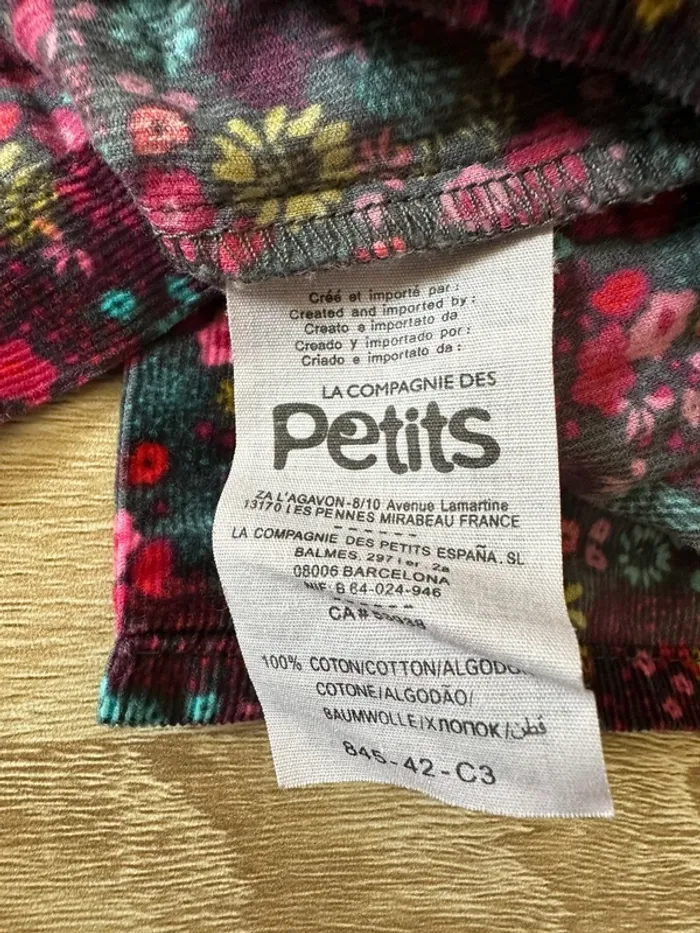 Créé et importé par :
Created and imported by :
Creato e importato da
Creado y importado por :
Criado e importato da :
LA COMPAGNIE DES
Petits
ZA L'AGAVON-8/10 Avenue Lamartine
13170 LES PENNES MIRABEAU FRANCE
LA COMPAGNIE DES PETITS ESPAÑA. SL
BALMES. 297 1er. 2a
08006 BARCELONA
NIF: B 64-024-946
CA#
100% COTON/COTTON/
COTONE/ALGODÃO/
BAUMWOLLE/ХЛОПОК/قطن
845-42-C3